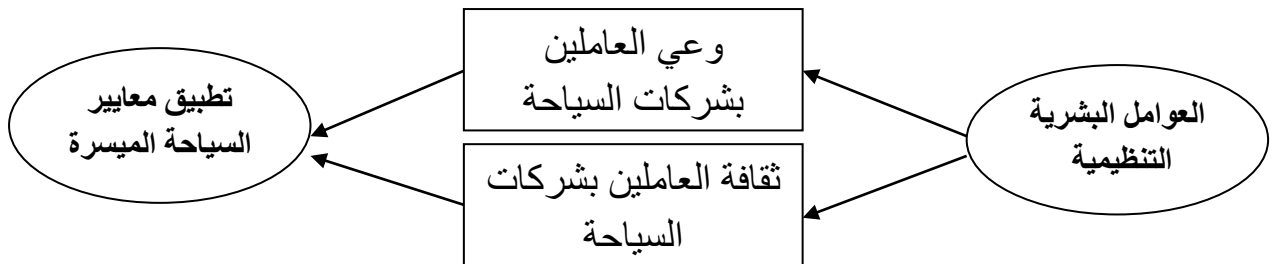 العوامل البشرية
التنظيمية
وعي العاملين
بشركات السياحة
ثقافة العاملين بشركات
السياحة
تطبيق معايير
السياحة الميسرة